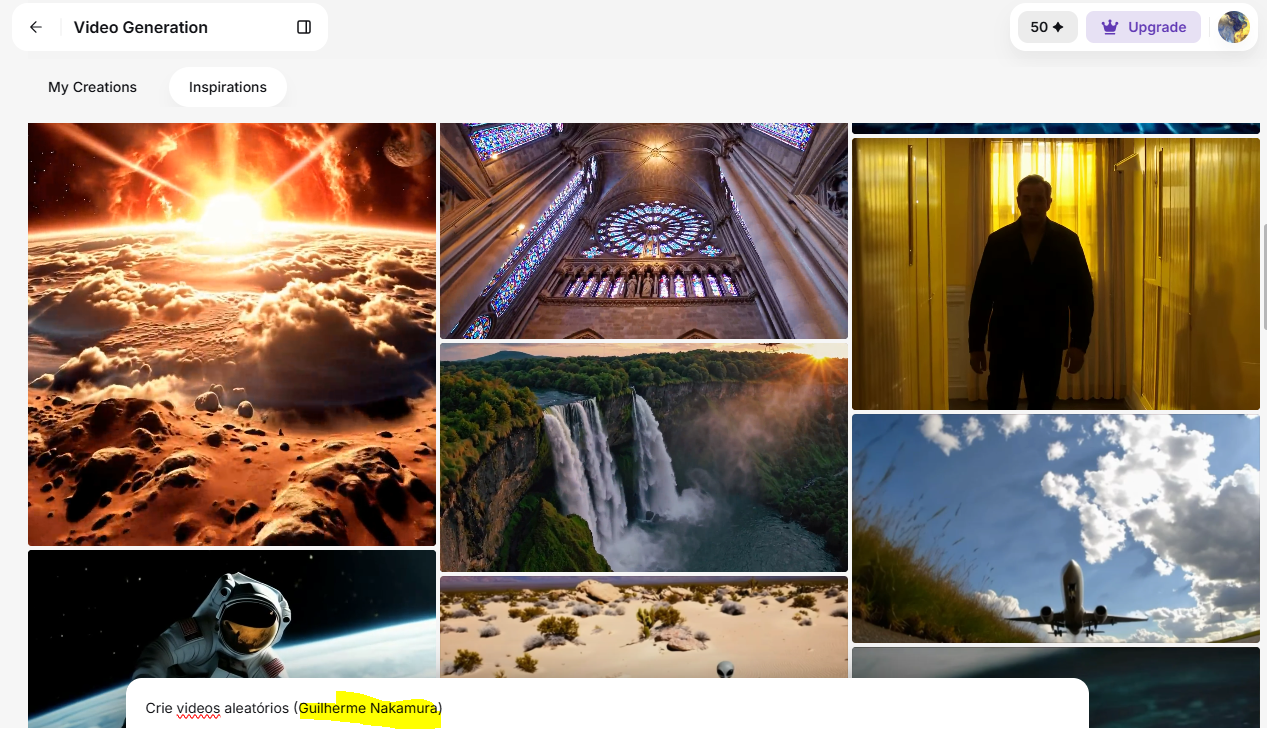 Video Generation
50
Upgrade
My Creations
Inspirations
Crie videos aleatórios (Guilherme Nakamura)